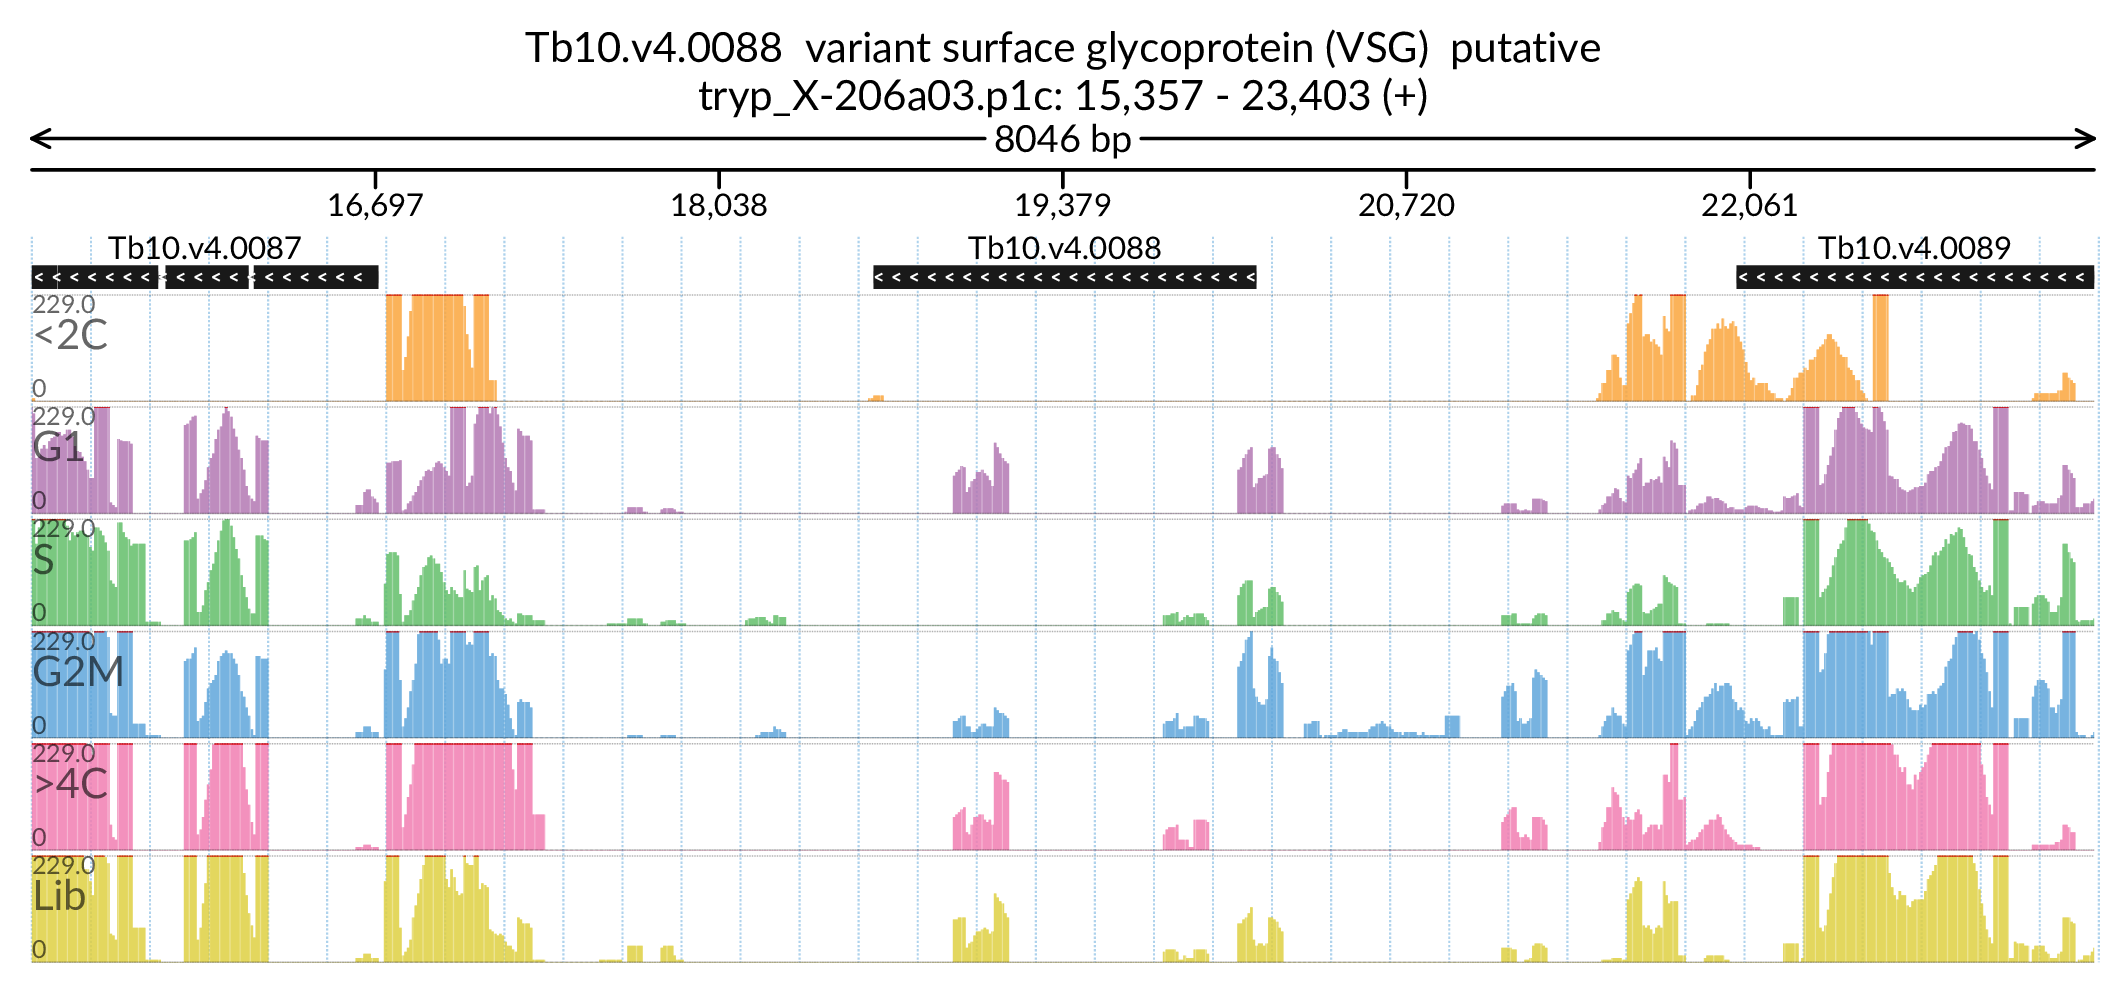 Tb10.v4.0088  variant surface glycoprotein (VSG)  putative
tryp_X-206a03.p1c: 15,357 - 23,403 (+)
8046 bp
16,697 18,038 19,379 20,720 22,061
Tb10.v4.0087 Tb10.v4.0088 Tb10.v4.0089
229.0
<2C
0
229.0
G1
0
229.0
S
0
229.0
G2M
0
229.0
>4C
0
229.0
Lib
0